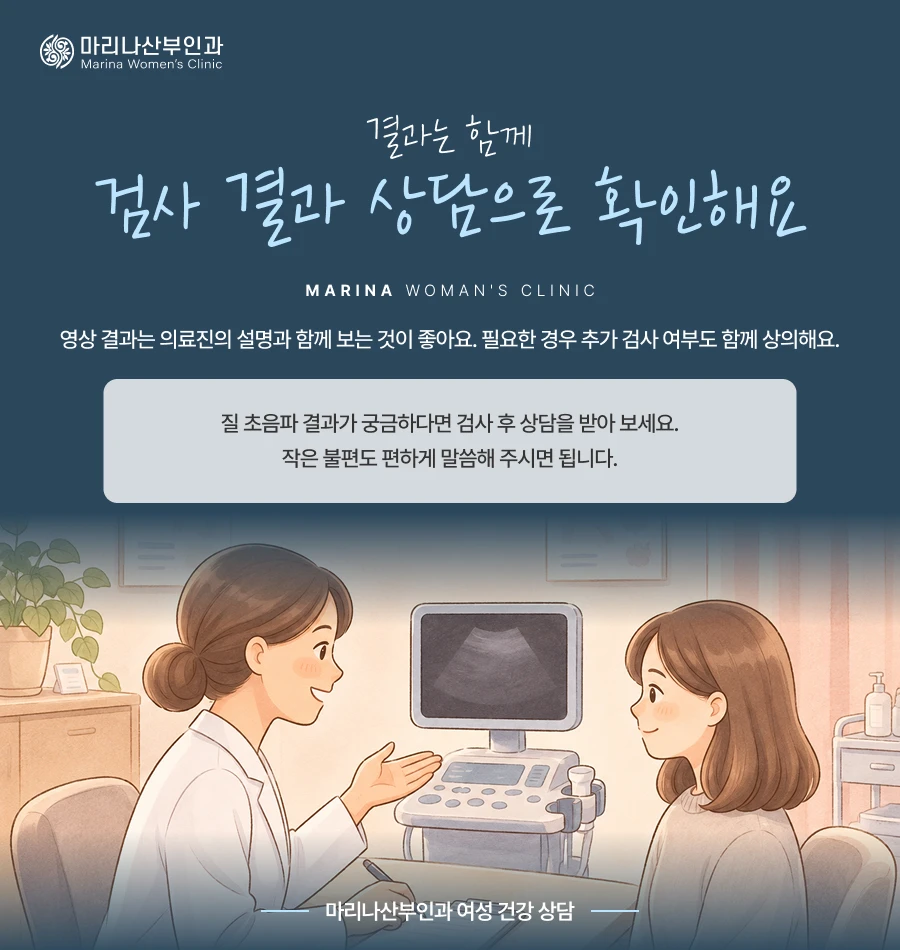 마리나산부인과
Marina Women's Clinic
결과는 함께
검사 결과 상담으로 확인해요
MARINA WOMAN'S CLINIC
영상 결과는 의료진의 설명과 함께 보는 것이 좋아요. 필요한 경우 추가 검사 여부도 함께 상의해요.
질 초음파 결과가 궁금하다면 검사 후 상담을 받아 보세요.
작은 불편도 편하게 말씀해 주시면 됩니다.
마리나산부인과 여성 건강 상담